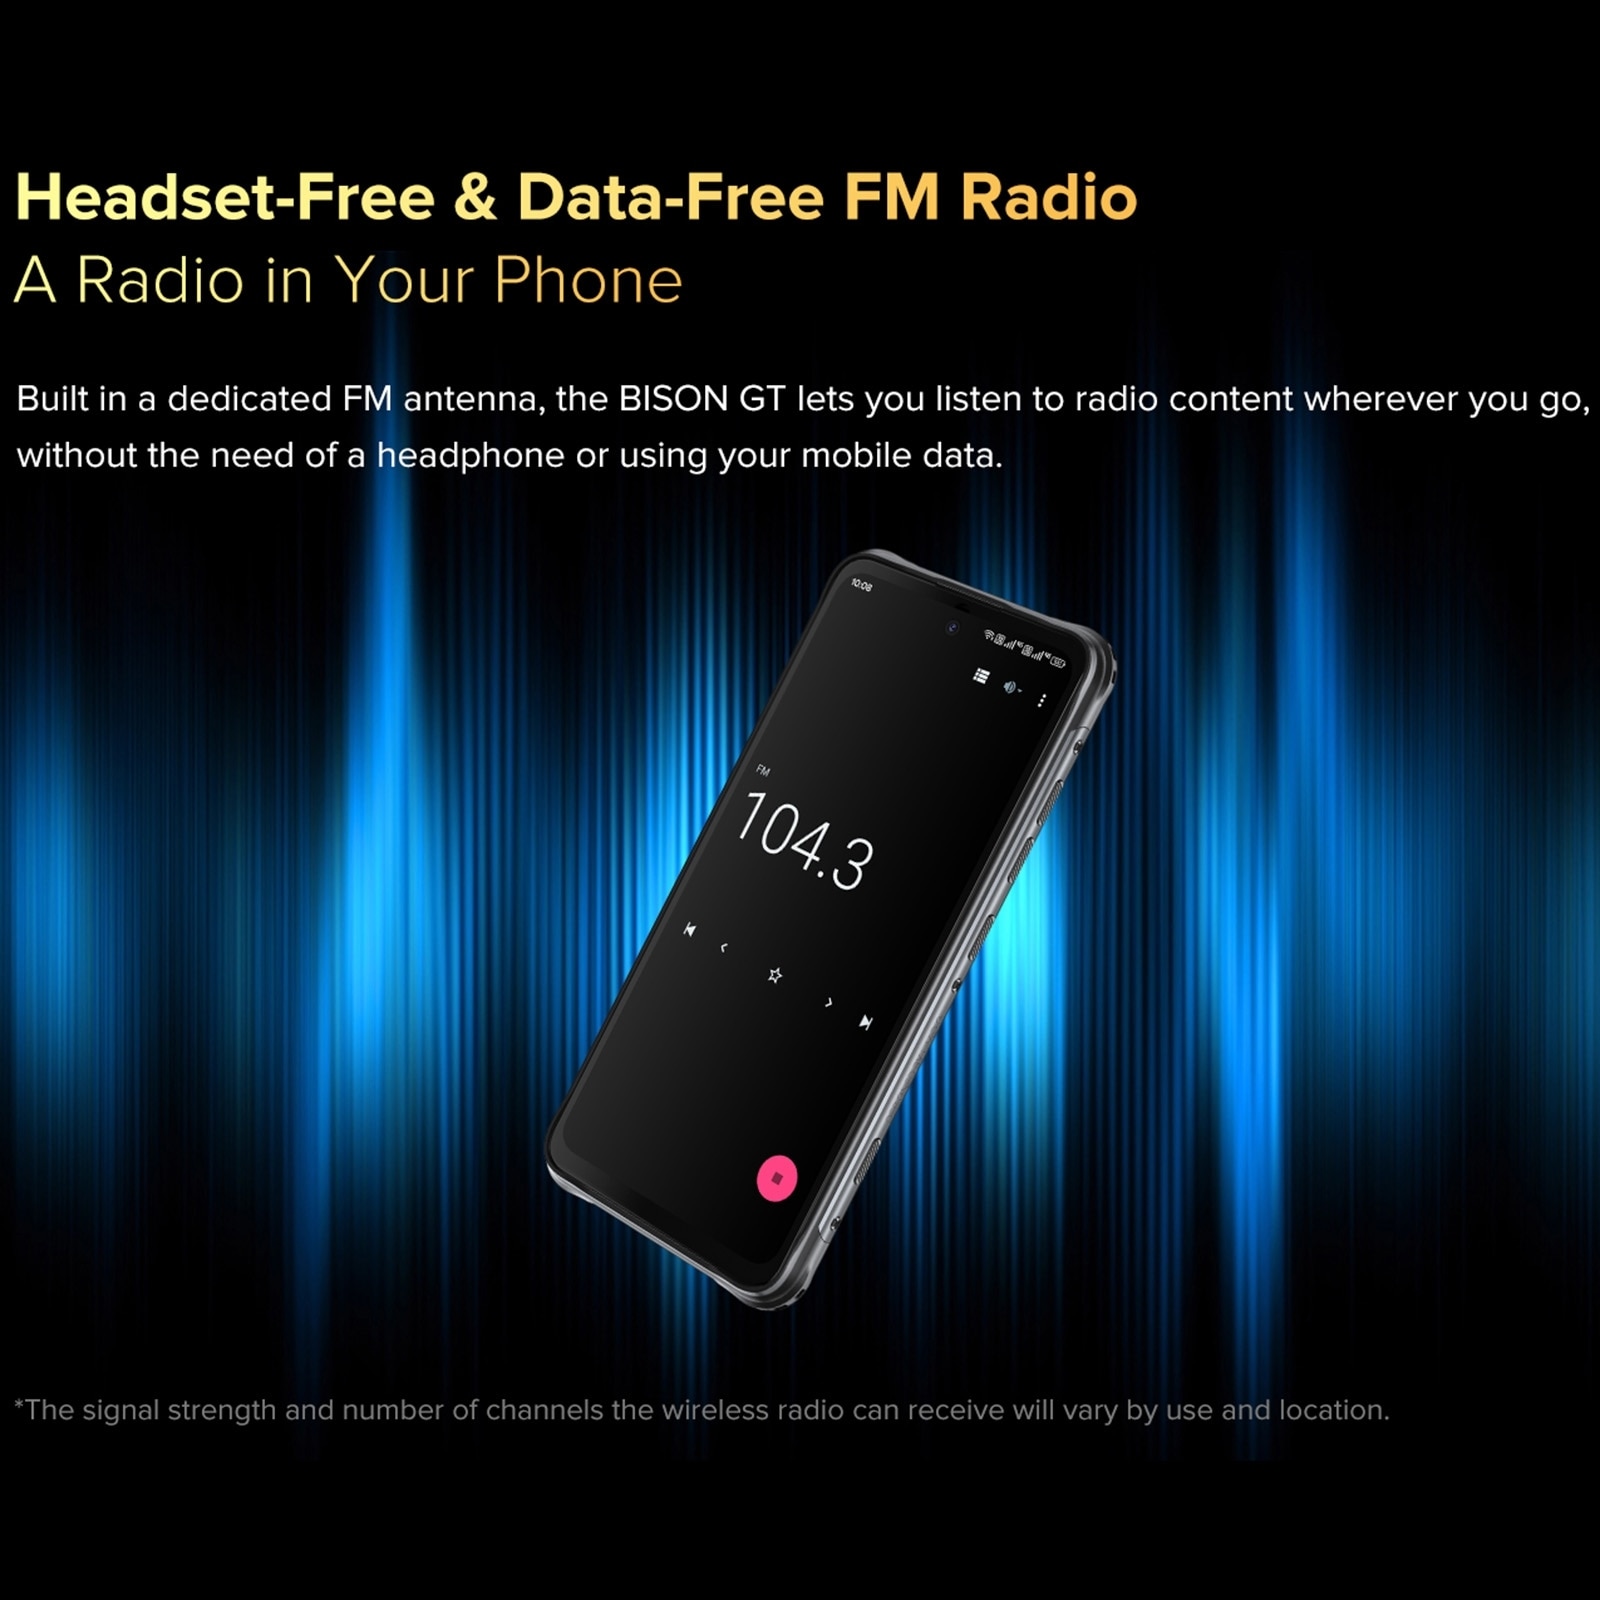 Headset-Free & Data-Free FM Radio
A Radio in Your Phone
Built in a dedicated FM antenna, the BISON GT lets you listen to radio content wherever you go,
without the need of a headphone or using your mobile data.
10:08
FM
104.3
*The signal strength and number of channels the wireless radio can receive will vary by use and location.